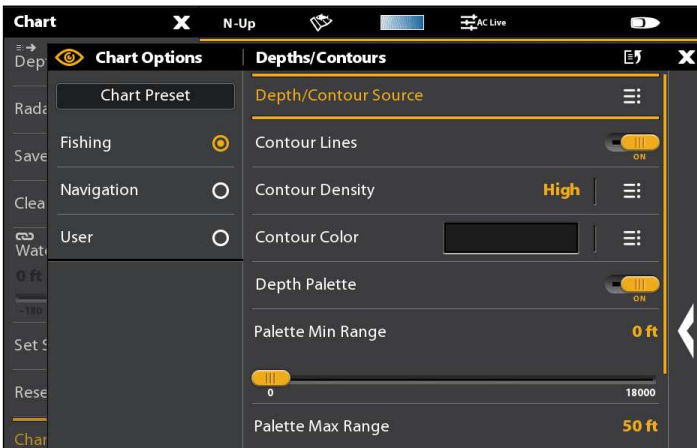 Chart X N-Up AC Live
Dep
Chart Options
Depths/Contours
X
Chart Preset
Depth/Contour Source
Rada
Fishing
Contour Lines
ON
Save
Navigation
Contour Density High
Clea
User
Contour Color
Wate
0 ft
-180
Depth Palette
ON
Set S
Palette Min Range 0 ft
0 18000
Rese
Palette Max Range 50 ft
Char